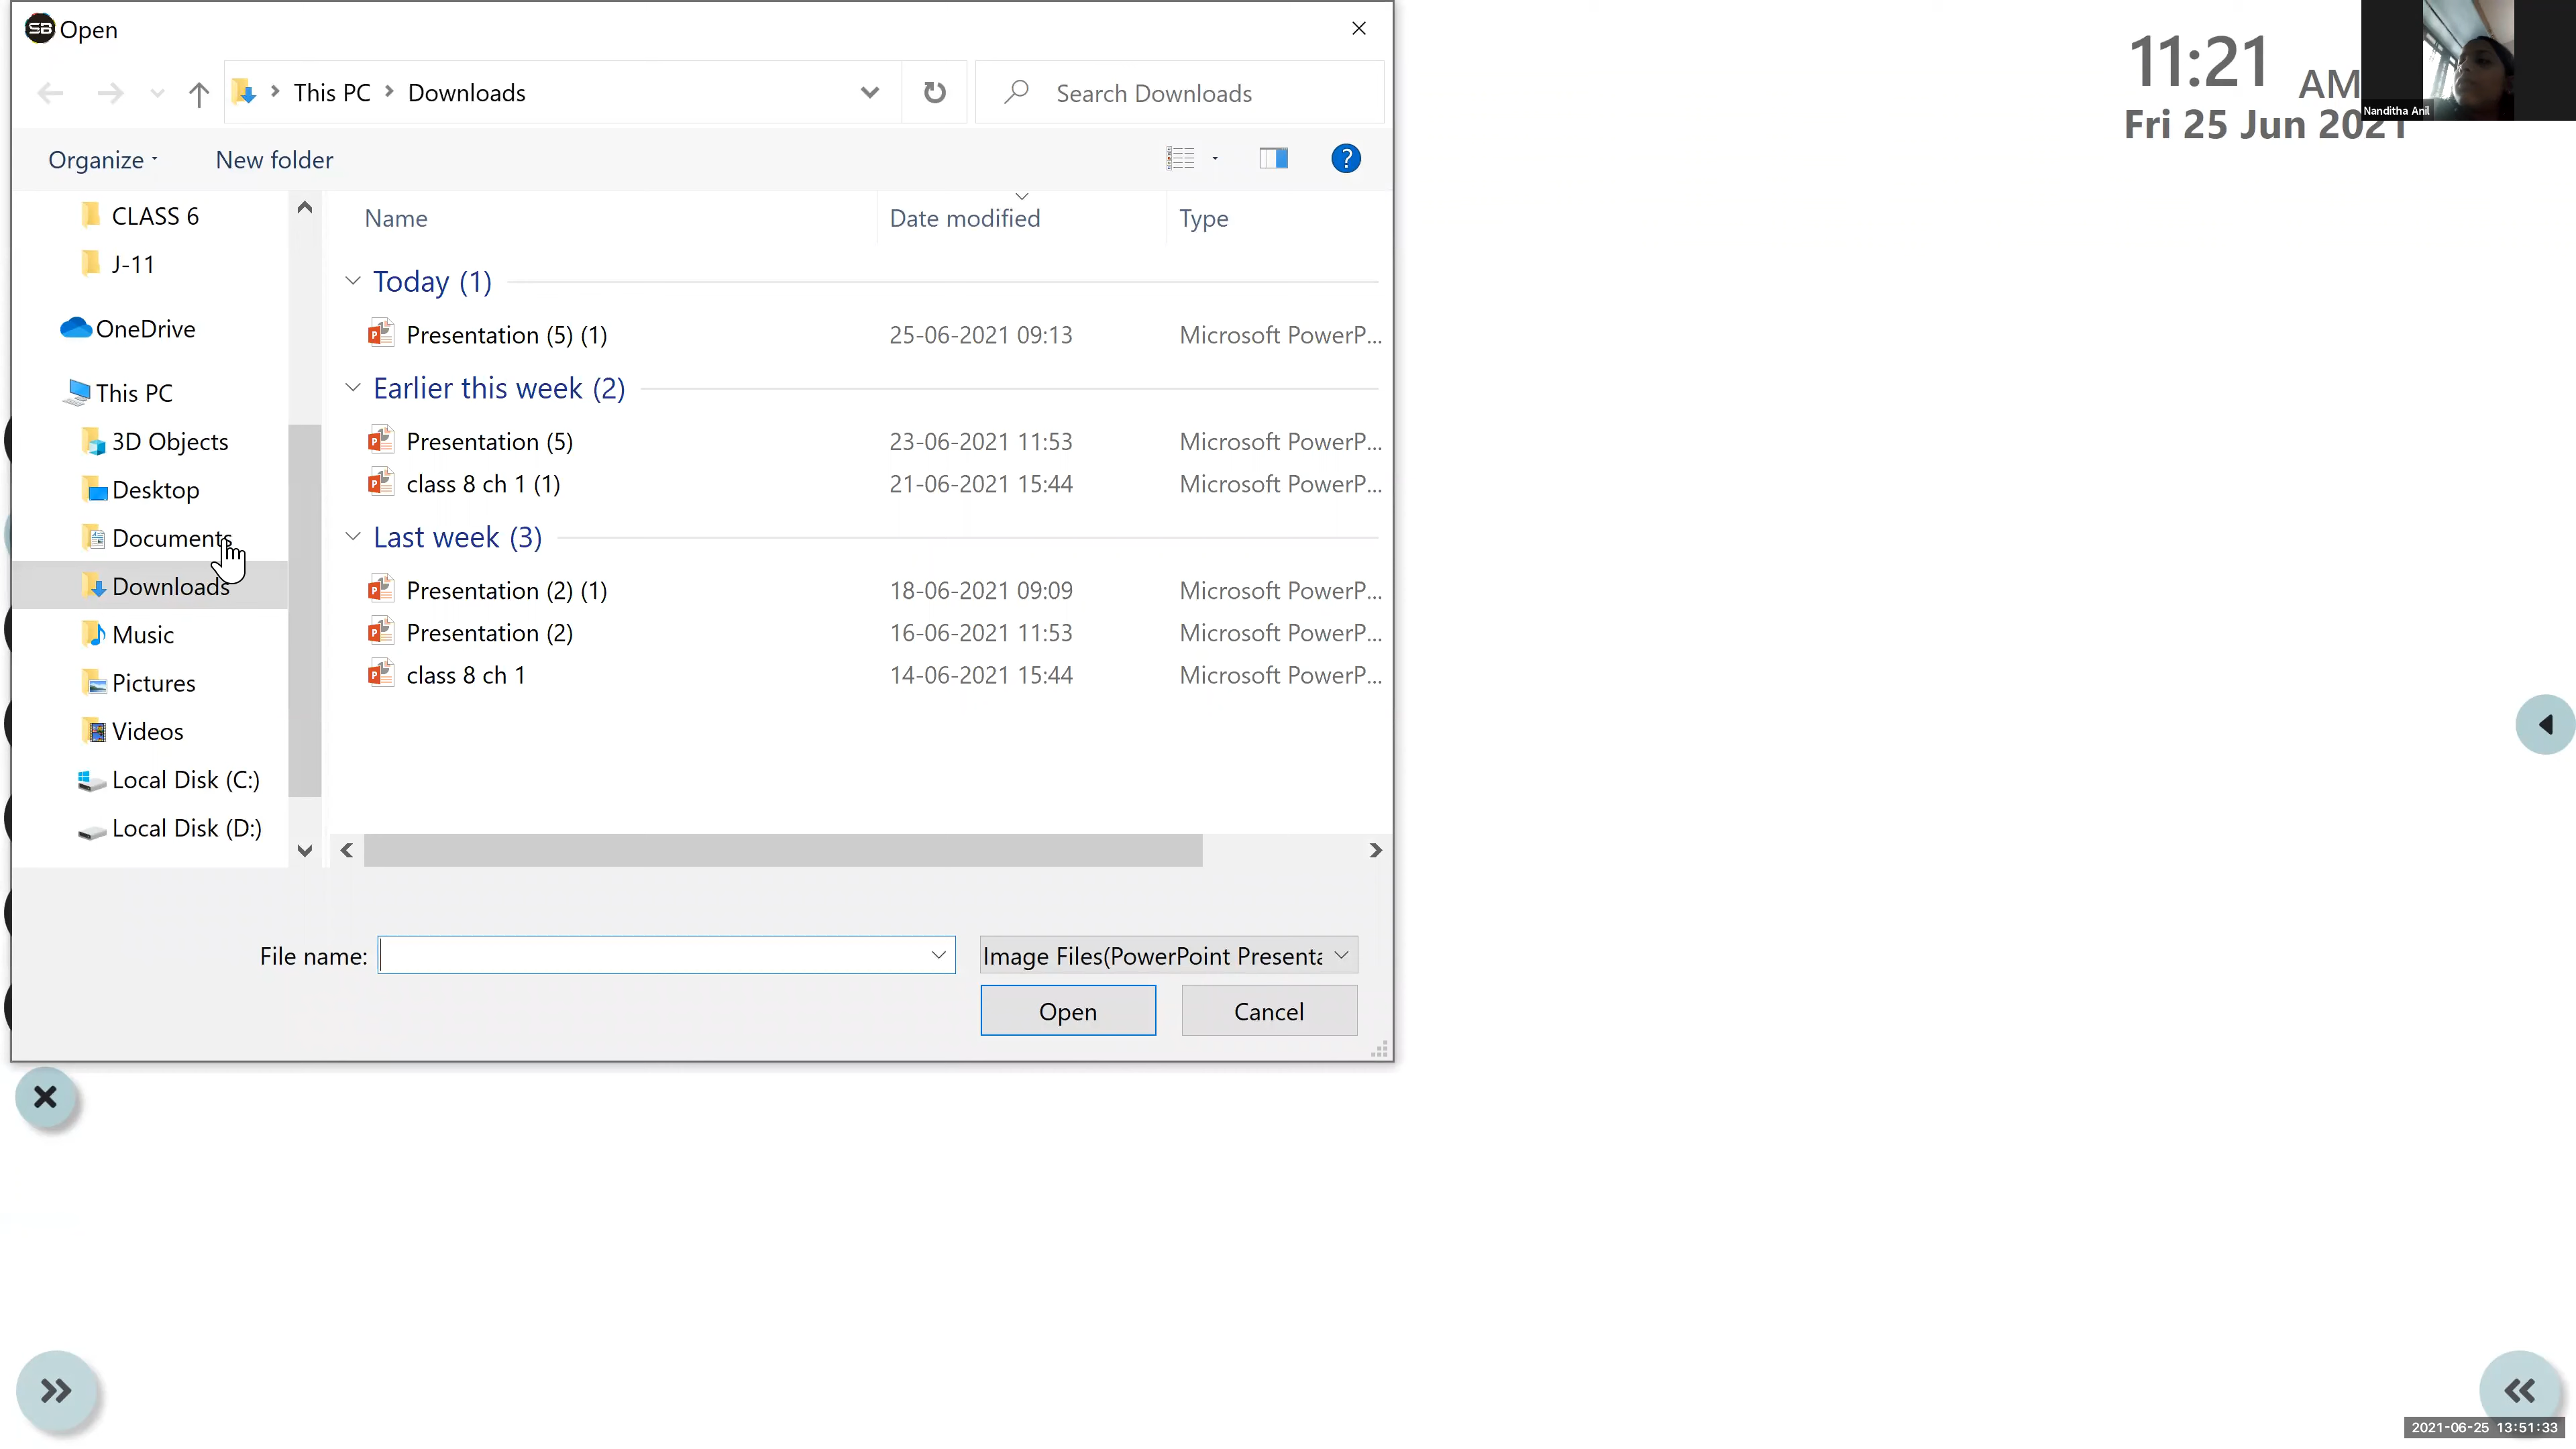 SB Open
This PC > Downloads
Search Downloads
Organize
New folder
?
CLASS 6
J-11
OneDrive
This PC
3D Objects
Desktop
Documents
Downloads
Music
Pictures
Videos
Local Disk (C:)
Local Disk (D:)
Name Date modified Type
Today (1)
Presentation (5) (1) 25-06-2021 09:13 Microsoft PowerP...
Earlier this week (2)
Presentation (5) 23-06-2021 11:53 Microsoft PowerP...
class 8 ch 1 (1) 21-06-2021 15:44 Microsoft PowerP...
Last week (3)
Presentation (2) (1) 18-06-2021 09:09 Microsoft PowerP...
Presentation (2) 16-06-2021 11:53 Microsoft PowerP...
class 8 ch 1 14-06-2021 15:44 Microsoft PowerP...
File name:
Image Files(PowerPoint Presenta
Open
Cancel
11:21 AM
Fri 25 Jun 2021
Nanditha Anil
2021-06-25 13:51:33